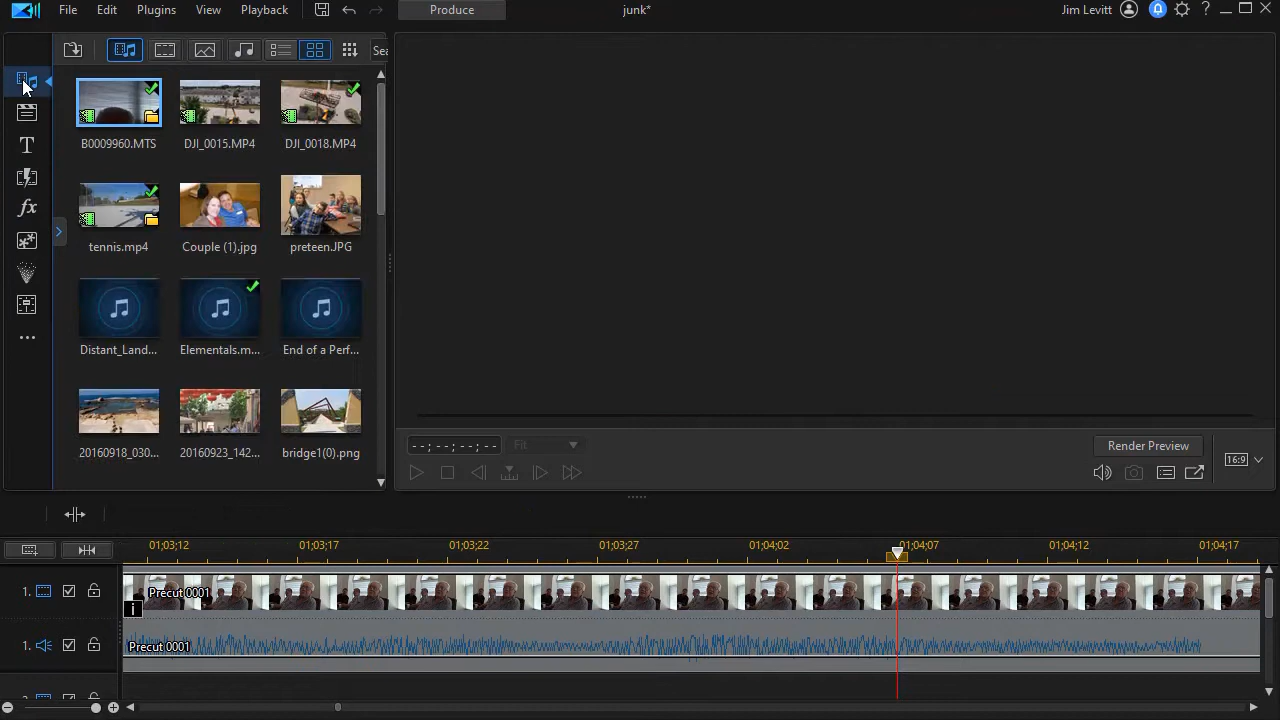 File Edit Plugins View Playback Produce junk* Jim Levitt
Sea
B0009960.MTS DJI_0015.MP4 DJI_0018.MP4
tennis.mp4 Couple (1).jpg preteen.JPG
Distant_Land... Elementals.m... End of a Perf...
20160918_030... 20160923_142... bridge1(0).png
--;--;--;-- Fit
Render Preview
16:9
01;03;12 01;03;17 01;03;22 01;03;27 01;04;02 01;04;07 01;04;12 01;04;17
1. Precut 0001
1. Precut 0001